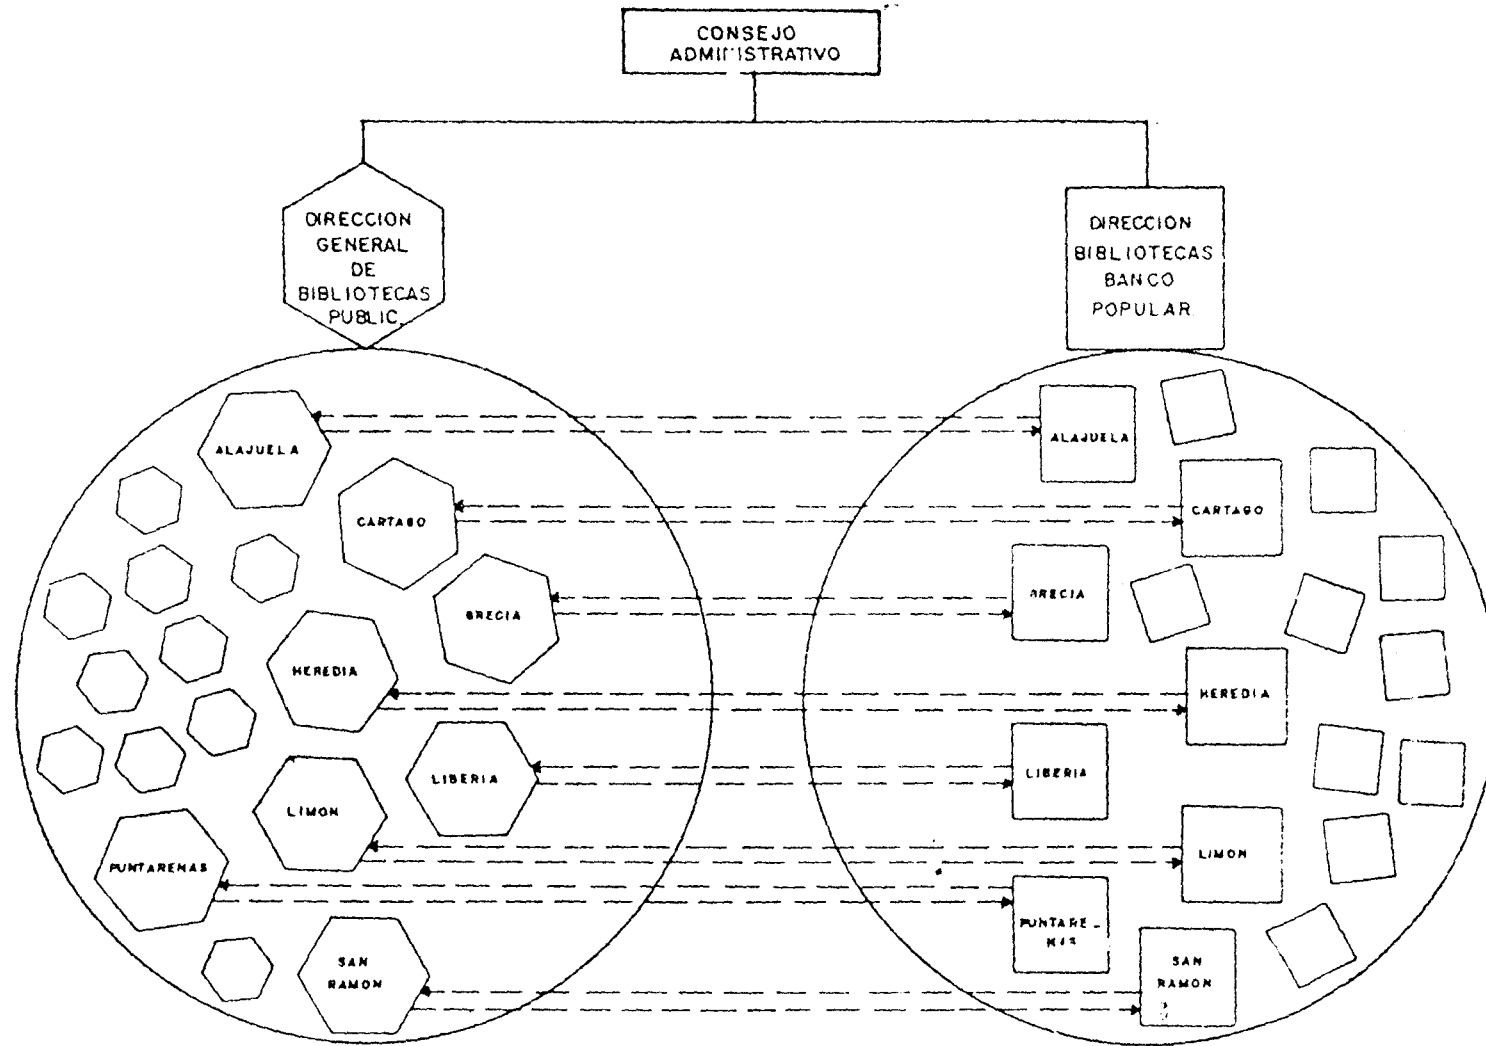 CONSEJO
ADMINISTRATIVO
DIRECCION
GENERAL
DE
BIBLIOTECAS
PUBLIC.
DIRECCION
BIBLIOTECAS
BANCO
POPULAR
ALAJUELA
CARTAGO
GRECIA
HEREDIA
LIBERIA
LIMON
PUNTARENAS
SAN
RAMON
ALAJUELA
CARTAGO
GRECIA
HEREDIA
LIBERIA
LIMON
PUNTARE-
NAS
SAN
RAMON